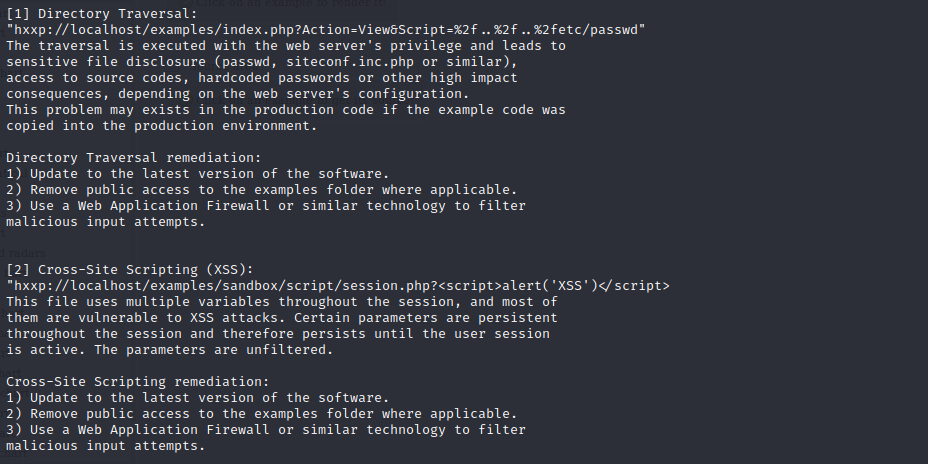 [1] Directory Traversal:
"hxxp://localhost/examples/index.php?Action=View&Script=%2f..%2f..%2fetc/passwd"
The traversal is executed with the web server's privilege and leads to
sensitive file disclosure (passwd, siteconf.inc.php or similar),
access to source codes, hardcoded passwords or other high impact
consequences, depending on the web server's configuration.
This problem may exists in the production code if the example code was
copied into the production environment.
Directory Traversal remediation:
1) Update to the latest version of the software.
2) Remove public access to the examples folder where applicable.
3) Use a Web Application Firewall or similar technology to filter
malicious input attempts.
[2] Cross-Site Scripting (XSS):
"hxxp://localhost/examples/sandbox/script/session.php?<script>alert('XSS')</script>
This file uses multiple variables throughout the session, and most of
them are vulnerable to XSS attacks. Certain parameters are persistent
throughout the session and therefore persists until the user session
is active. The parameters are unfiltered.
Cross-Site Scripting remediation:
1) Update to the latest version of the software.
2) Remove public access to the examples folder where applicable.
3) Use a Web Application Firewall or similar technology to filter
malicious input attempts.